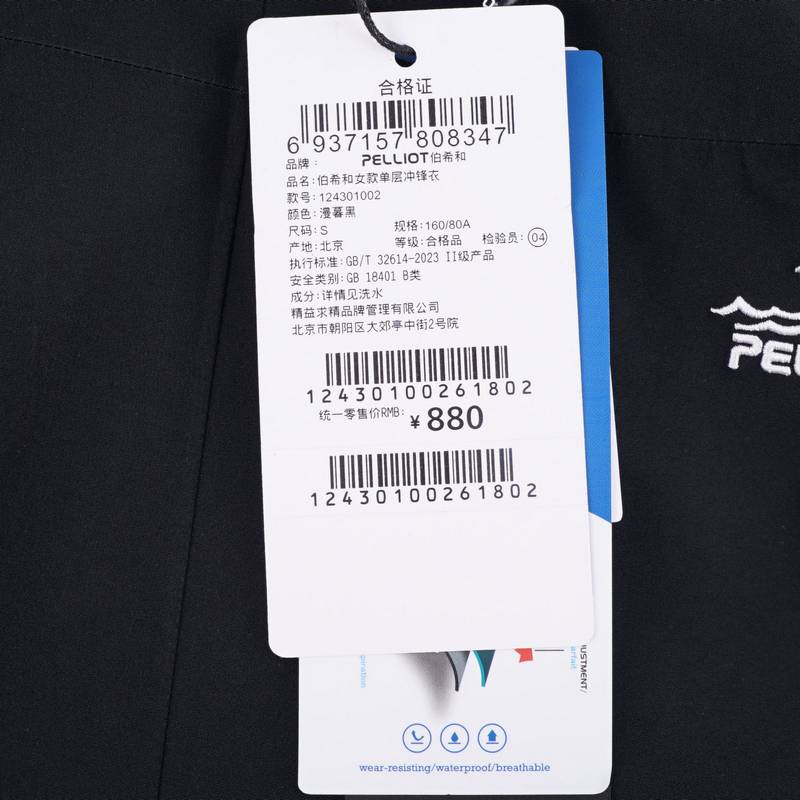 合格证
6 937157 808347
品牌： PELLIOT伯希和
品名:伯希和女款单层冲锋衣
款号:124301002
颜色:漫暮黑
尺码:S 规格:160/80A
产地:北京 等级:合格品 检验员:04
执行标准:GB/T 32614-2023 II级产品
安全类别:GB 18401 B类
成分:详情见洗水
精益求精品牌管理有限公司
北京市朝阳区大郊亭中街2号院
12430100261802
统一零售价RMB: ¥880
12430100261802
USTMENT/
arfait
piration
wear-resisting/waterproof/breathable
PEL